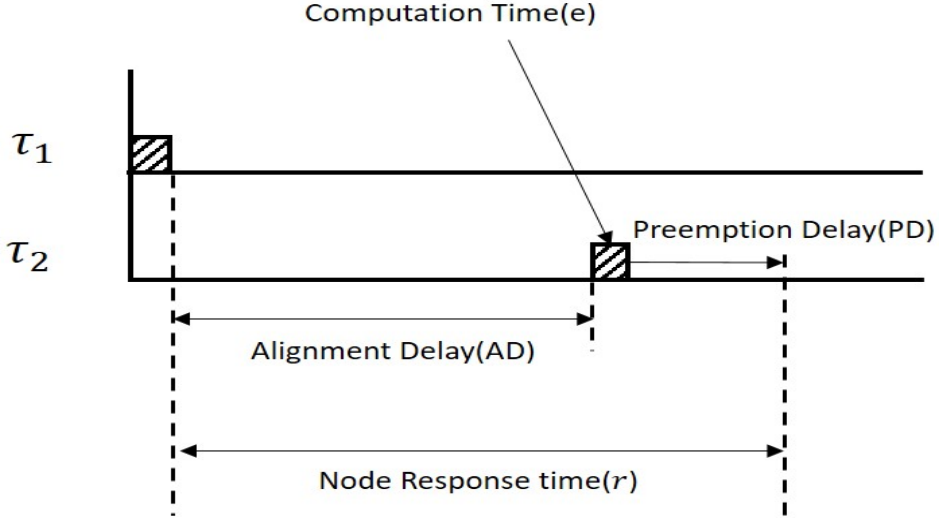 Computation Time(e)
τ₁
τ₂
Preemption Delay(PD)
Alignment Delay(AD)
Node Response time(r)